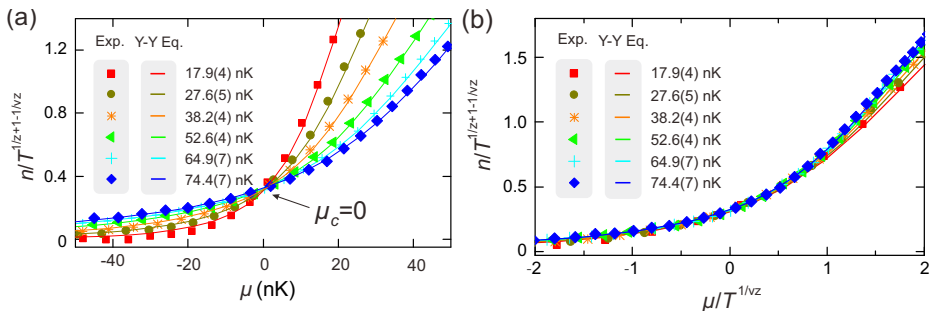 (a)
Exp. Y-Y Eq.
17.9(4) nK
27.6(5) nK
38.2(4) nK
52.6(4) nK
64.9(7) nK
74.4(7) nK
μc=0
n/T^1/z+1-1/νz
1.2
0.8
0.4
0
-40 -20 0 20 40
μ (nK)
(b)
Exp. Y-Y Eq.
17.9(4) nK
27.6(5) nK
38.2(4) nK
52.6(4) nK
64.9(7) nK
74.4(7) nK
n/T^1/z+1-1/νz
1.5
1.0
0.5
0
-2 -1 0 1 2
μ/T^1/νz